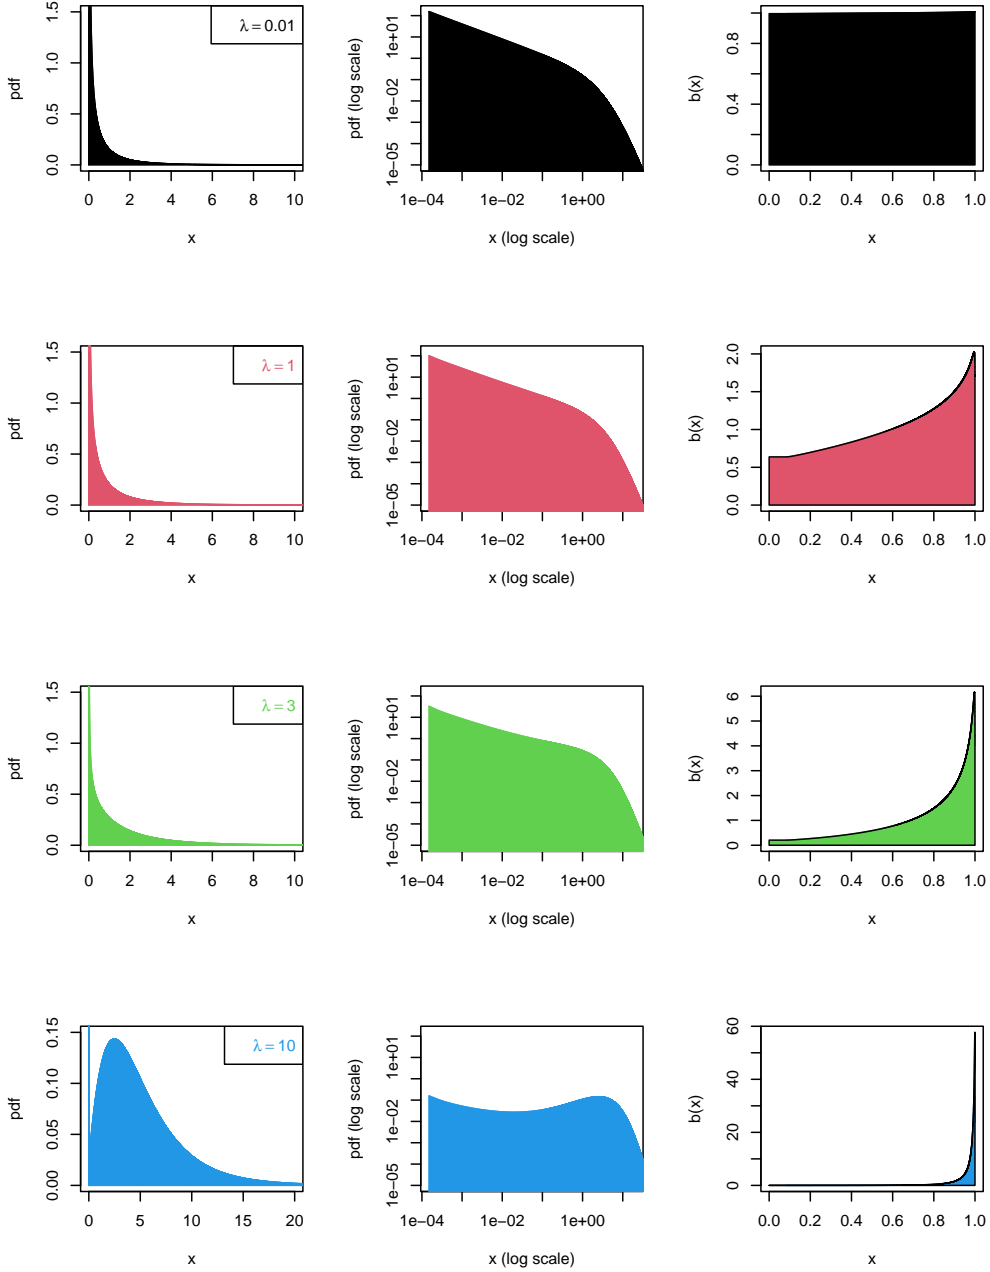 λ = 0.01
pdf
0.0 0.5 1.0 1.5
0 2 4 6 8 10
x
pdf (log scale)
1e−05 1e−02 1e+01
1e−04 1e−02 1e+00
x (log scale)
b(x)
0.0 0.4 0.8
0.0 0.2 0.4 0.6 0.8 1.0
x
λ = 1
pdf
0.0 0.5 1.0 1.5
0 2 4 6 8 10
x
pdf (log scale)
1e−05 1e−02 1e+01
1e−04 1e−02 1e+00
x (log scale)
b(x)
0.0 0.5 1.0 1.5 2.0
0.0 0.2 0.4 0.6 0.8 1.0
x
λ = 3
pdf
0.0 0.5 1.0 1.5
0 2 4 6 8 10
x
pdf (log scale)
1e−05 1e−02 1e+01
1e−04 1e−02 1e+00
x (log scale)
b(x)
0 1 2 3 4 5 6
0.0 0.2 0.4 0.6 0.8 1.0
x
λ = 10
pdf
0.00 0.05 0.10 0.15
0 5 10 15 20
x
pdf (log scale)
1e−05 1e−02 1e+01
1e−04 1e−02 1e+00
x (log scale)
b(x)
0 20 40 60
0.0 0.2 0.4 0.6 0.8 1.0
x